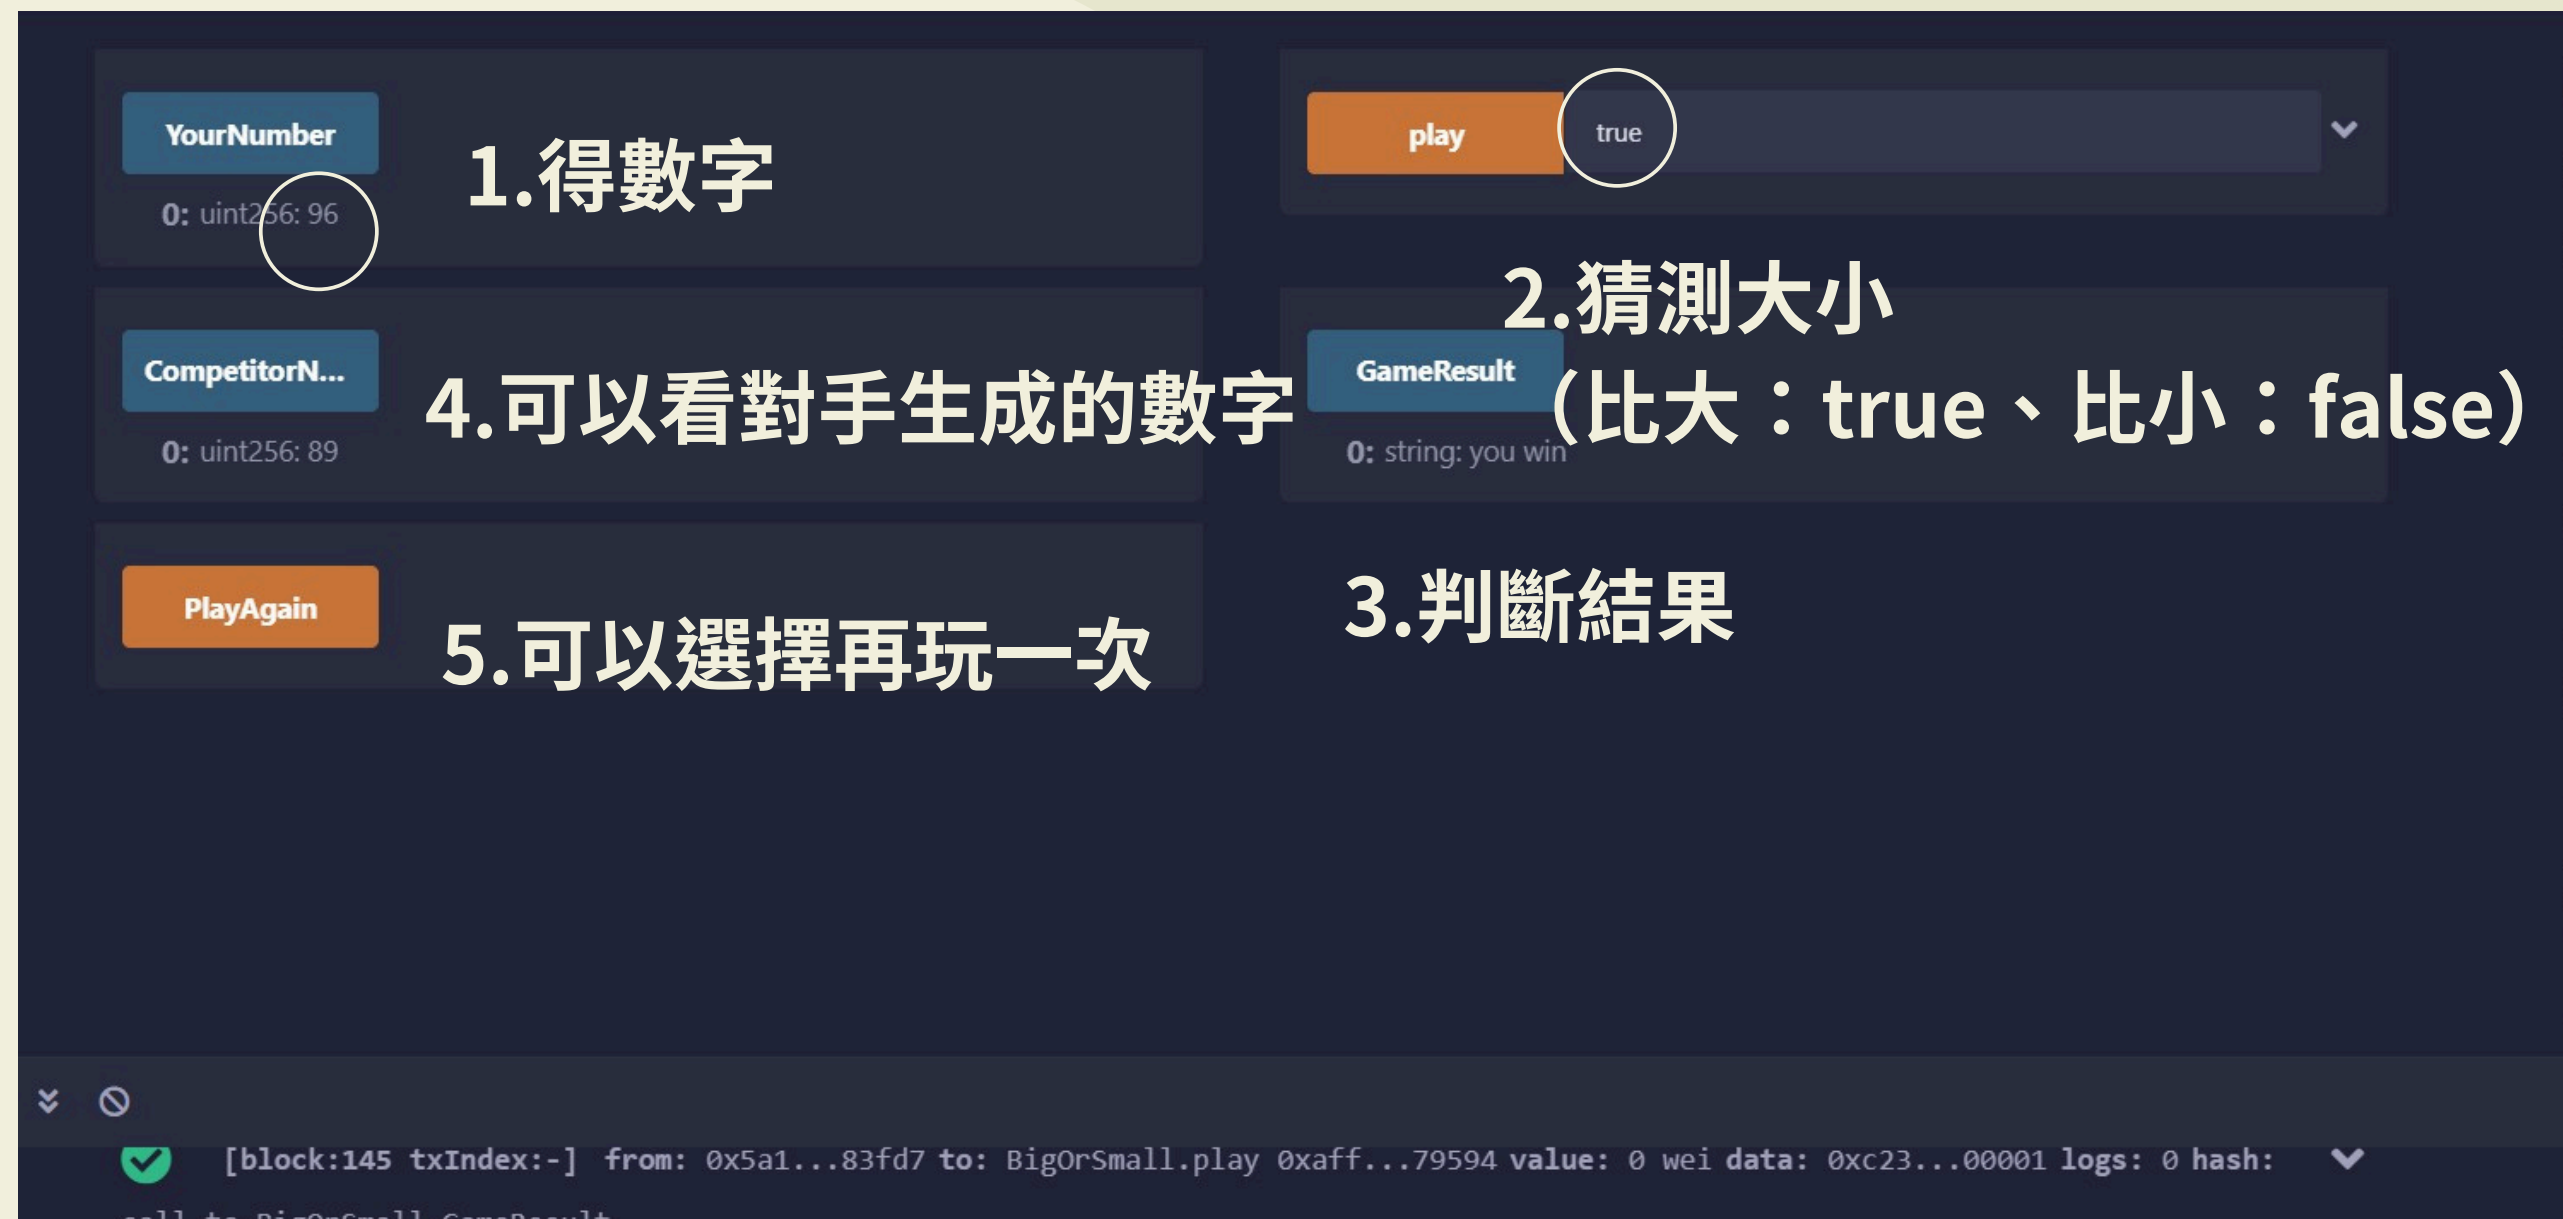 YourNumber
0: uint256: 96
1.得數字
play
true
2.猜測大小
（比大：true、比小：false）
CompetitorN...
0: uint256: 89
4.可以看對手生成的數字
GameResult
0: string: you win
3.判斷結果
PlayAgain
5.可以選擇再玩一次
[block:145 txIndex:-] from: 0x5a1...83fd7 to: BigOrSmall.play 0xaff...79594 value: 0 wei data: 0xc23...00001 logs: 0 hash:
call to BigOrSmall.GameResult